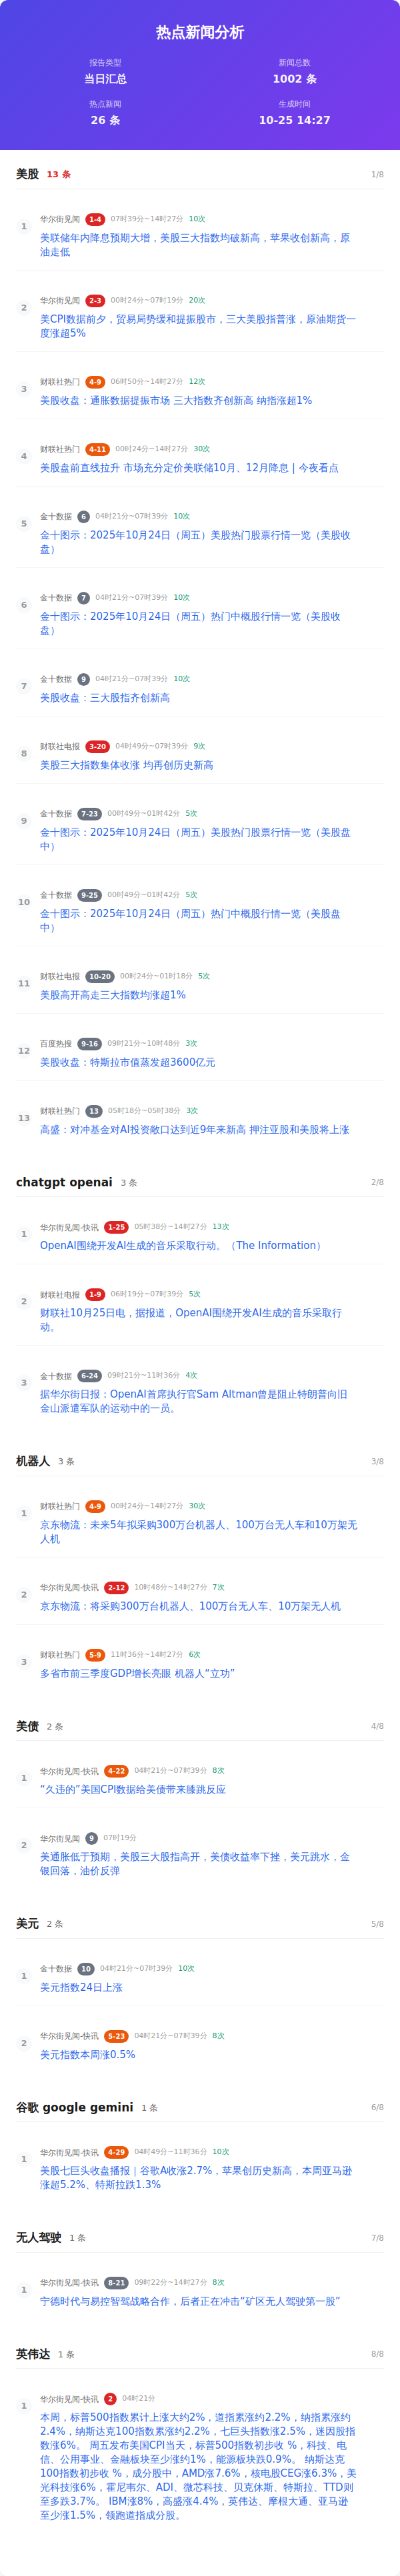 热点新闻分析
报告类型
新闻总数
当日汇总
1002 条
热点新闻
生成时间
26 条
10-25 14:27
美股 13 条 1/8
1
华尔街见闻 1-4 07时39分~14时27分 10次
美联储年内降息预期大增，美股三大指数均破新高，苹果收创新高，原
油走低
2
华尔街见闻 2-3 00时24分~07时19分 20次
美CPI数据前夕，贸易局势缓和提振股市，三大美股指普涨，原油期货一
度涨超5%
3
财联社热门 4-9 06时50分~14时27分 12次
美股收盘：通胀数据提振市场 三大指数齐创新高 纳指涨超1%
4
财联社热门 4-11 00时24分~14时27分 30次
美股盘前直线拉升 市场充分定价美联储10月、12月降息 | 今夜看点
5
金十数据 6 04时21分~07时39分 10次
金十图示：2025年10月24日（周五）美股热门股票行情一览（美股收
盘）
6
金十数据 7 04时21分~07时39分 10次
金十图示：2025年10月24日（周五）热门中概股行情一览（美股收
盘）
7
金十数据 9 04时21分~07时39分 10次
美股收盘：三大股指齐创新高
8
财联社电报 3-20 04时49分~07时39分 9次
美股三大指数集体收涨 均再创历史新高
9
金十数据 7-23 00时49分~01时42分 5次
金十图示：2025年10月24日（周五）美股热门股票行情一览（美股盘
中）
10
金十数据 9-25 00时49分~01时42分 5次
金十图示：2025年10月24日（周五）热门中概股行情一览（美股盘
中）
11
财联社电报 10-20 00时24分~01时18分 5次
美股高开高走三大指数均涨超1%
12
百度热搜 9-16 09时21分~10时48分 3次
美股收盘：特斯拉市值蒸发超3600亿元
13
财联社热门 13 05时18分~05时38分 3次
高盛：对冲基金对AI投资敞口达到近9年来新高 押注亚股和美股将上涨
chatgpt openai 3 条 2/8
1
华尔街见闻-快讯 1-25 05时38分~14时27分 13次
OpenAI围绕开发AI生成的音乐采取行动。（The Information）
2
财联社电报 1-9 06时19分~07时39分 5次
财联社10月25日电，据报道，OpenAI围绕开发AI生成的音乐采取行
动。
3
金十数据 6-24 09时21分~11时36分 4次
据华尔街日报：OpenAI首席执行官Sam Altman曾是阻止特朗普向旧
金山派遣军队的运动中的一员。
机器人 3 条 3/8
1
财联社热门 4-9 00时24分~14时27分 30次
京东物流：未来5年拟采购300万台机器人、100万台无人车和10万架无
人机
2
华尔街见闻-快讯 2-12 10时48分~14时27分 7次
京东物流：将采购300万台机器人、100万台无人车、10万架无人机
3
财联社热门 5-9 11时36分~14时27分 6次
多省市前三季度GDP增长亮眼 机器人“立功”
美债 2 条 4/8
1
华尔街见闻-快讯 4-22 04时21分~07时39分 8次
“久违的”美国CPI数据给美债带来膝跳反应
2
华尔街见闻 9 07时19分
美通胀低于预期，美股三大股指高开，美债收益率下挫，美元跳水，金
银回落，油价反弹
美元 2 条 5/8
1
金十数据 10 04时21分~07时39分 10次
美元指数24日上涨
2
华尔街见闻-快讯 5-23 04时21分~07时39分 8次
美元指数本周涨0.5%
谷歌 google gemini 1 条 6/8
1
华尔街见闻-快讯 4-29 04时49分~11时36分 10次
美股七巨头收盘播报｜谷歌A收涨2.7%，苹果创历史新高，本周亚马逊
涨超5.2%、特斯拉跌1.3%
无人驾驶 1 条 7/8
1
华尔街见闻-快讯 8-21 09时22分~14时27分 8次
宁德时代与易控智驾战略合作，后者正在冲击“矿区无人驾驶第一股”
英伟达 1 条 8/8
1
华尔街见闻-快讯 2 04时21分
本周，标普500指数累计上涨大约2%，道指累涨约2.2%，纳指累涨约
2.4%，纳斯达克100指数累涨约2.2%，七巨头指数涨2.5%，迷因股指
数涨6%。 周五发布美国CPI当天，标普500指数初步收 %，科技、电
信、公用事业、金融板块至少涨约1%，能源板块跌0.9%。 纳斯达克
100指数初步收 %，成分股中，AMD涨7.6%，核电股CEG涨6.3%，美
光科技涨6%，霍尼韦尔、ADI、微芯科技、贝克休斯、特斯拉、TTD则
至多跌3.7%。 IBM涨8%，高盛涨4.4%，英伟达、摩根大通、亚马逊
至少涨1.5%，领跑道指成分股。